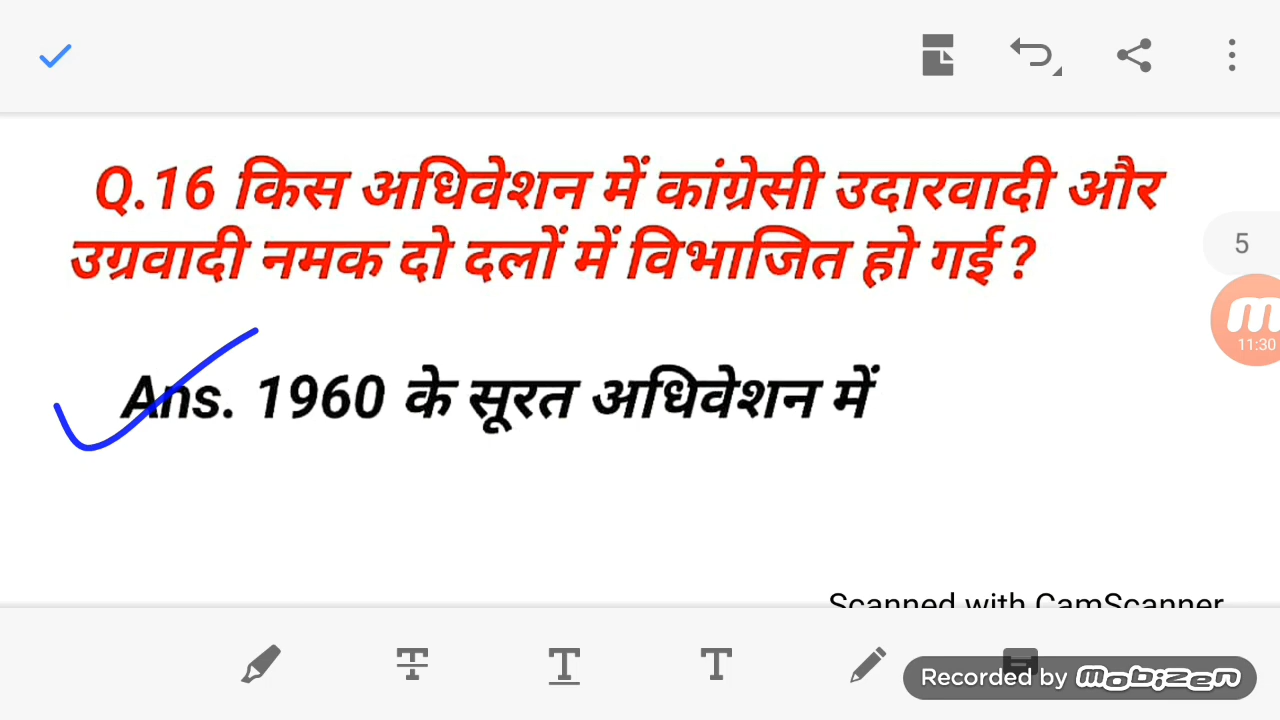 Q.16 किस अधिवेशन में कांग्रेसी उदारवादी और
उग्रवादी नमक दो दलों में विभाजित हो गई ?
5
11:30
Ans. 1960 के सूरत अधिवेशन में
Scanned with CamScanner
Recorded by mobizen